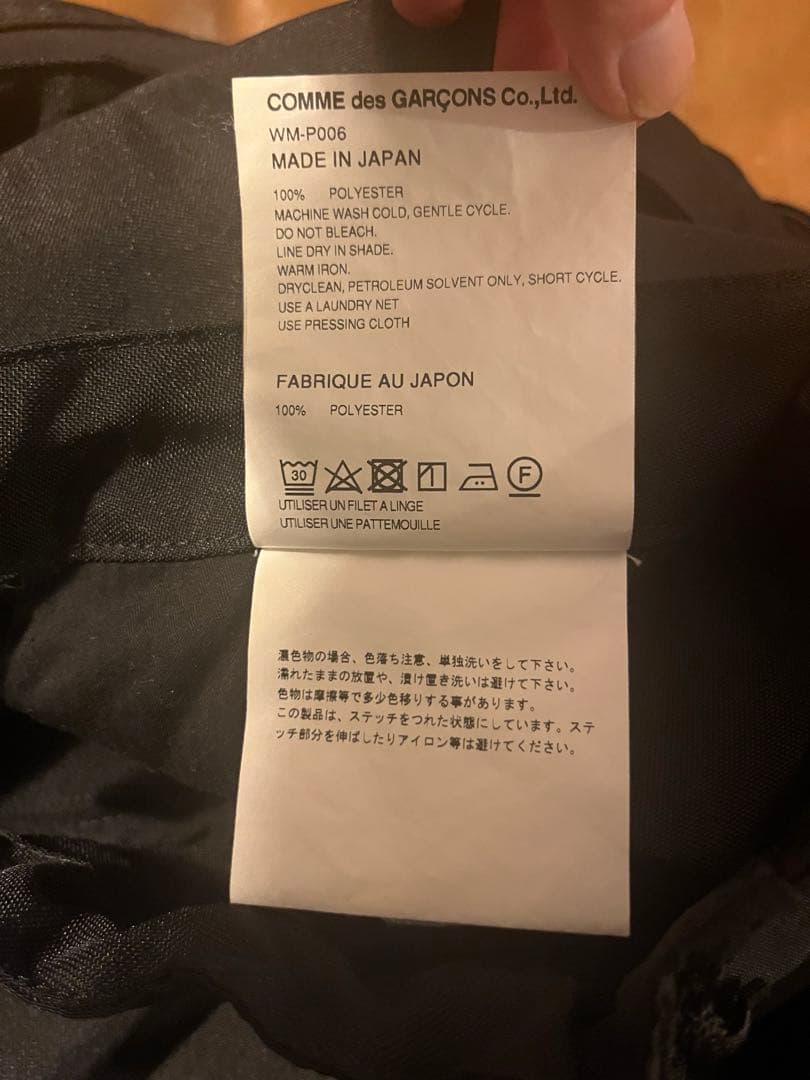 COMME des GARÇONS Co.,Ltd.
WM-P006
MADE IN JAPAN
100% POLYESTER
MACHINE WASH COLD, GENTLE CYCLE.
DO NOT BLEACH.
LINE DRY IN SHADE.
WARM IRON.
DRYCLEAN, PETROLEUM SOLVENT ONLY, SHORT CYCLE.
USE A LAUNDRY NET
USE PRESSING CLOTH
FABRIQUE AU JAPON
100% POLYESTER
30 F
UTILISER UN FILET A LINGE
UTILISER UNE PATTEMOUILLE
濃色物の場合、色落ち注意、単独洗いをして下さい。
濡れたままの放置や、漬け置き洗いは避けて下さい。
色物は摩擦等で多少色移りする事があります。
この製品は、ステッチをつれた状態にしています。ステ
ッチ部分を伸ばしたりアイロン等は避けてください。